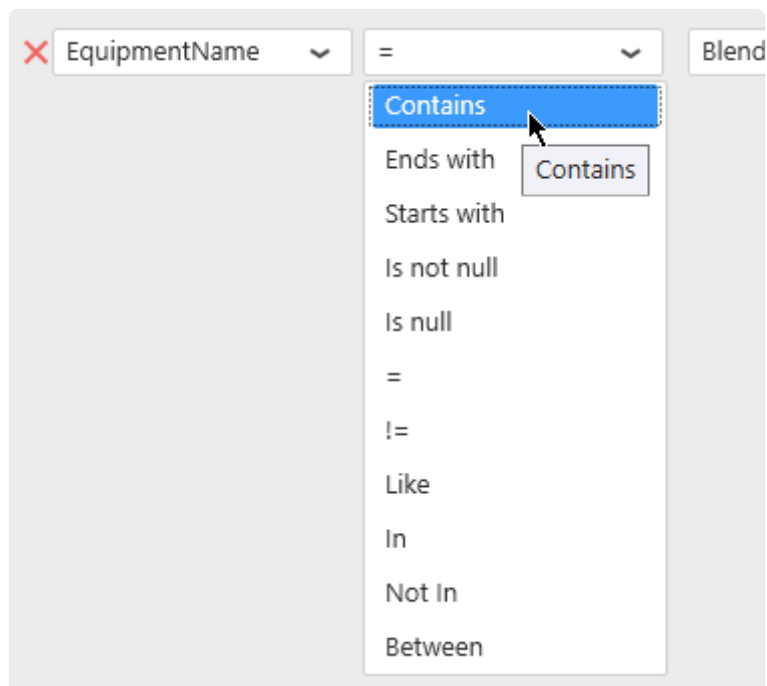 EquipmentName = Blend
Contains
Ends with
Contains
Starts with
Is not null
Is null
=
!=
Like
In
Not In
Between